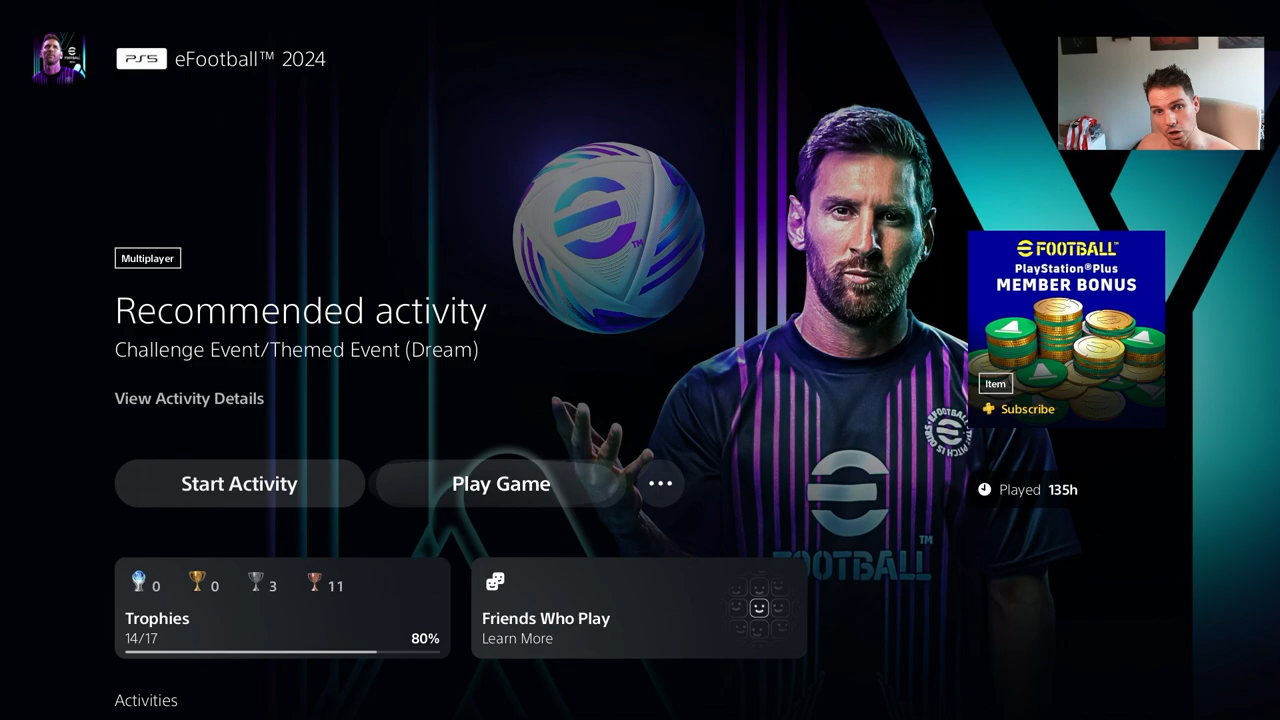 PS5 eFootball™ 2024
Multiplayer
Recommended activity
Challenge Event/Themed Event (Dream)
View Activity Details
Start Activity
Play Game
FOOTBALL™
PlayStation®Plus
MEMBER BONUS
Item
Subscribe
Played 135h
FOOTBALL™
0 0 3 11
Trophies
14/17 80%
Friends Who Play
Learn More
Activities